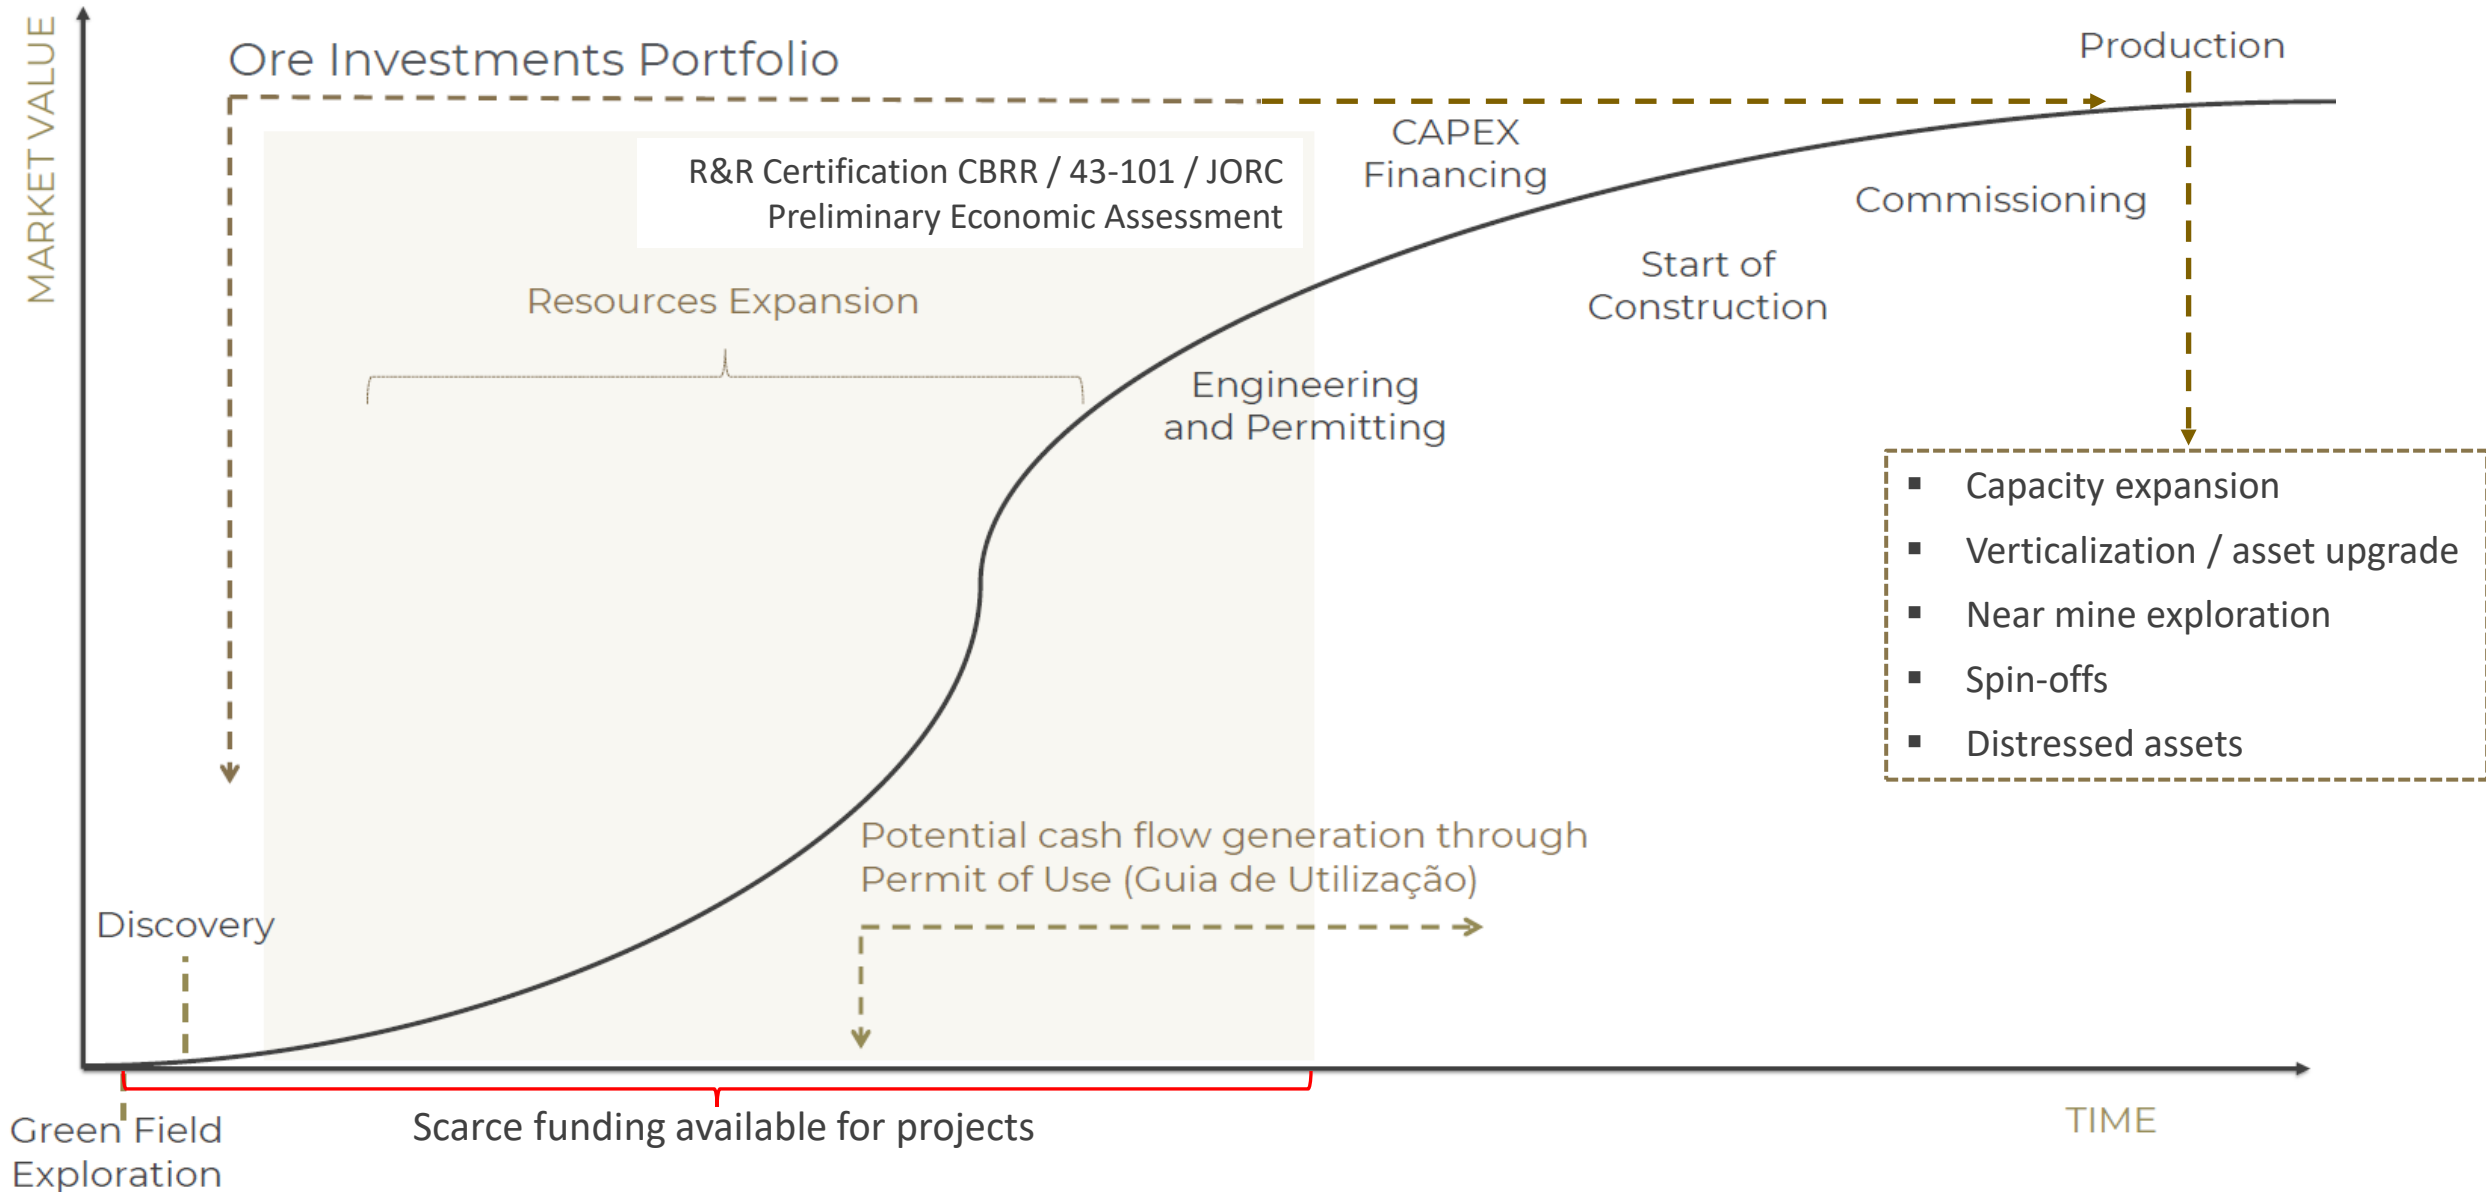 MARKET VALUE
Ore Investments Portfolio
Production
R&R Certification CBRR / 43-101 / JORC
Preliminary Economic Assessment
CAPEX
Financing
Commissioning
Resources Expansion
Start of
Construction
Engineering
and Permitting
▪ Capacity expansion
▪ Verticalization / asset upgrade
▪ Near mine exploration
▪ Spin-offs
▪ Distressed assets
Potential cash flow generation through
Permit of Use (Guia de Utilização)
Discovery
Green Field
Exploration
Scarce funding available for projects
TIME